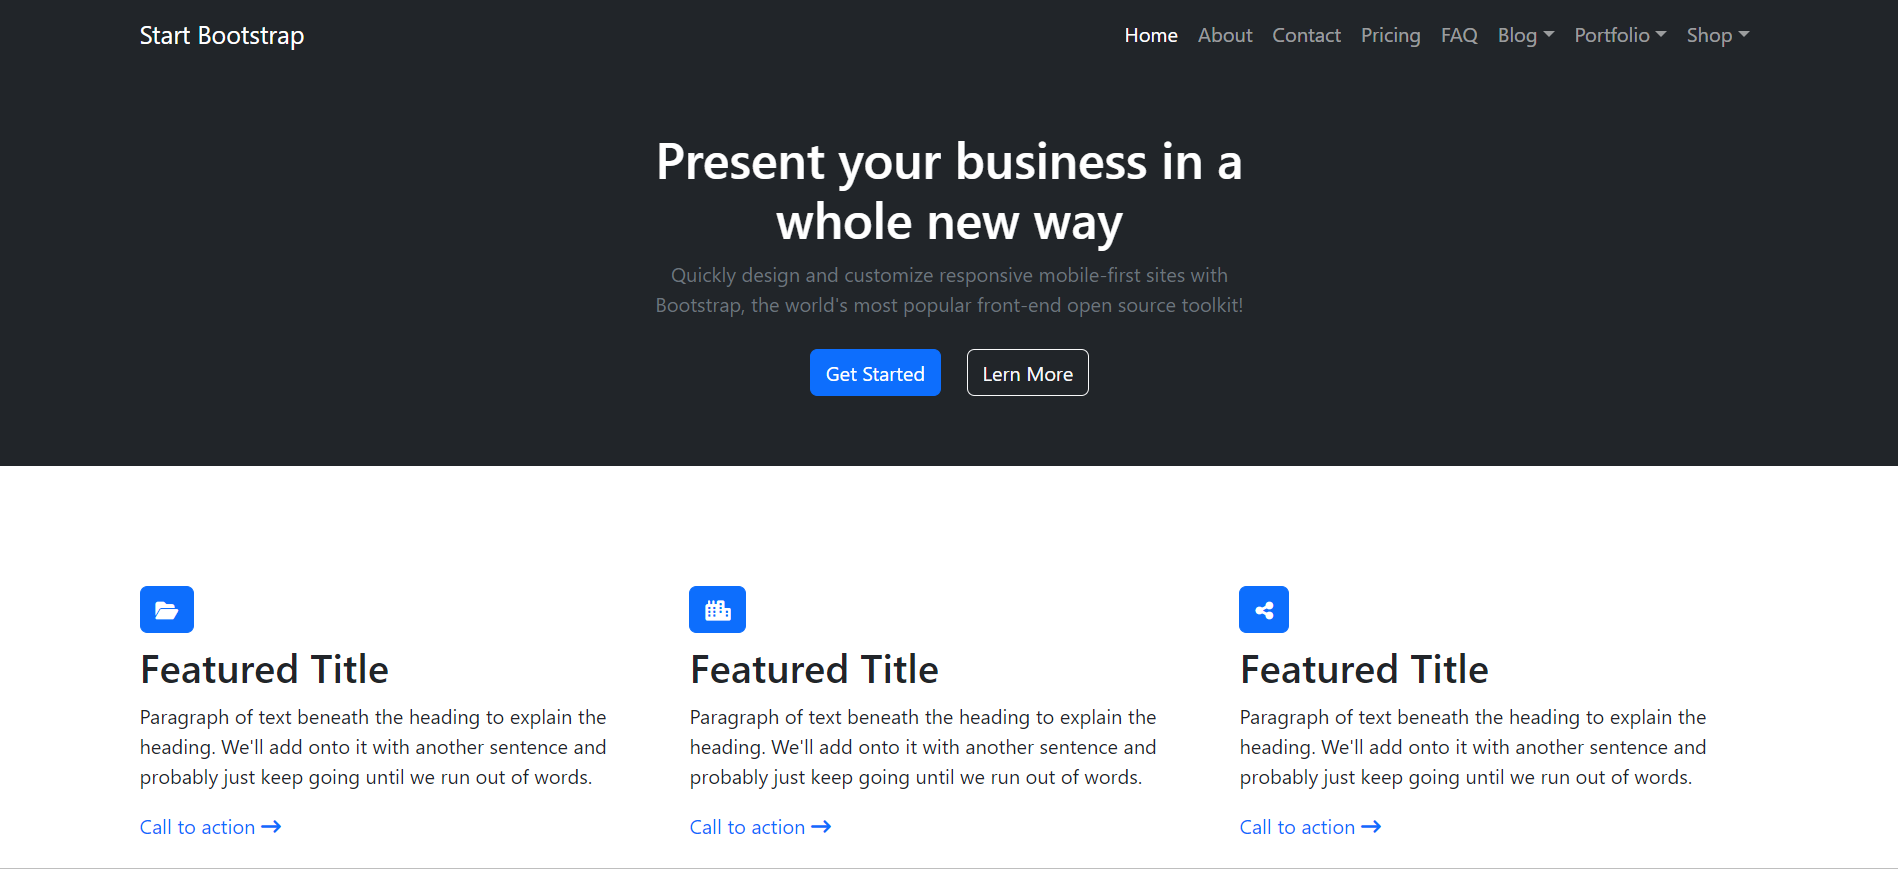 Start Bootstrap
Home About Contact Pricing FAQ Blog Portfolio Shop
Present your business in a
whole new way
Quickly design and customize responsive mobile-first sites with
Bootstrap, the world's most popular front-end open source toolkit!
Get Started
Lern More
Featured Title
Paragraph of text beneath the heading to explain the
heading. We'll add onto it with another sentence and
probably just keep going until we run out of words.
Call to action
Featured Title
Paragraph of text beneath the heading to explain the
heading. We'll add onto it with another sentence and
probably just keep going until we run out of words.
Call to action
Featured Title
Paragraph of text beneath the heading to explain the
heading. We'll add onto it with another sentence and
probably just keep going until we run out of words.
Call to action